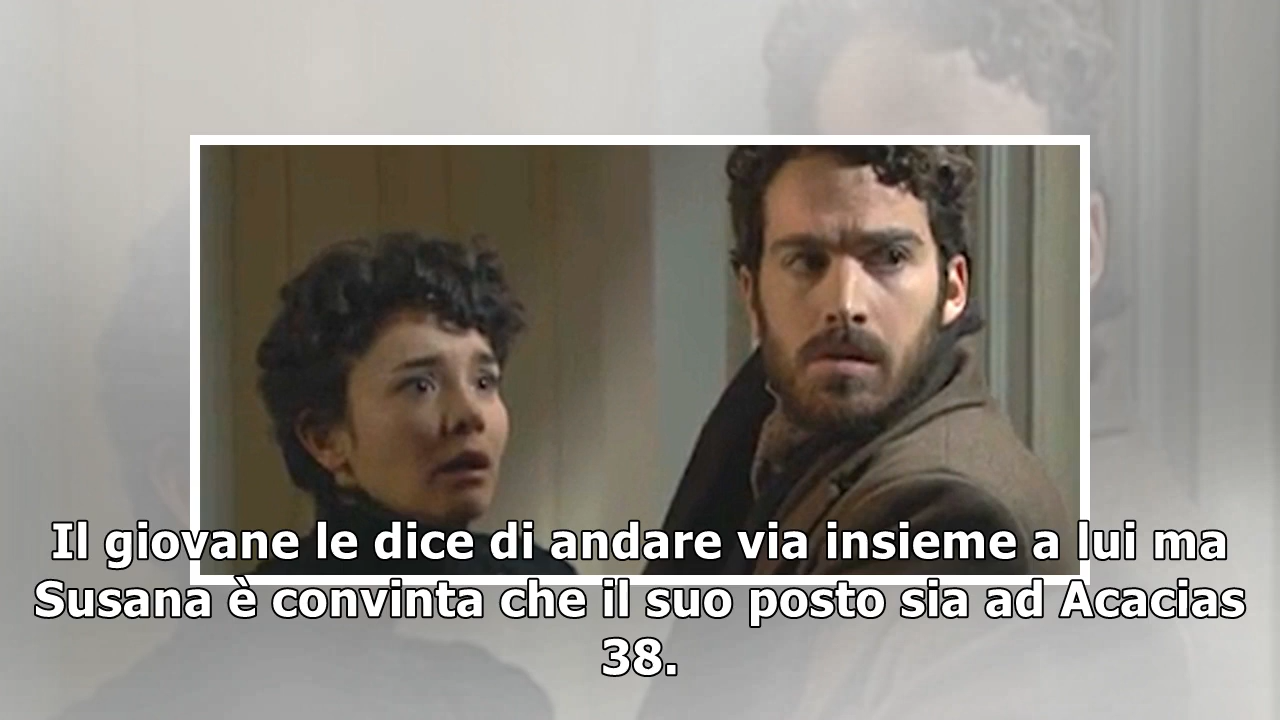 Il giovane le dice di andare via insieme a lui ma
Susana è convinta che il suo posto sia ad Acacias
38.